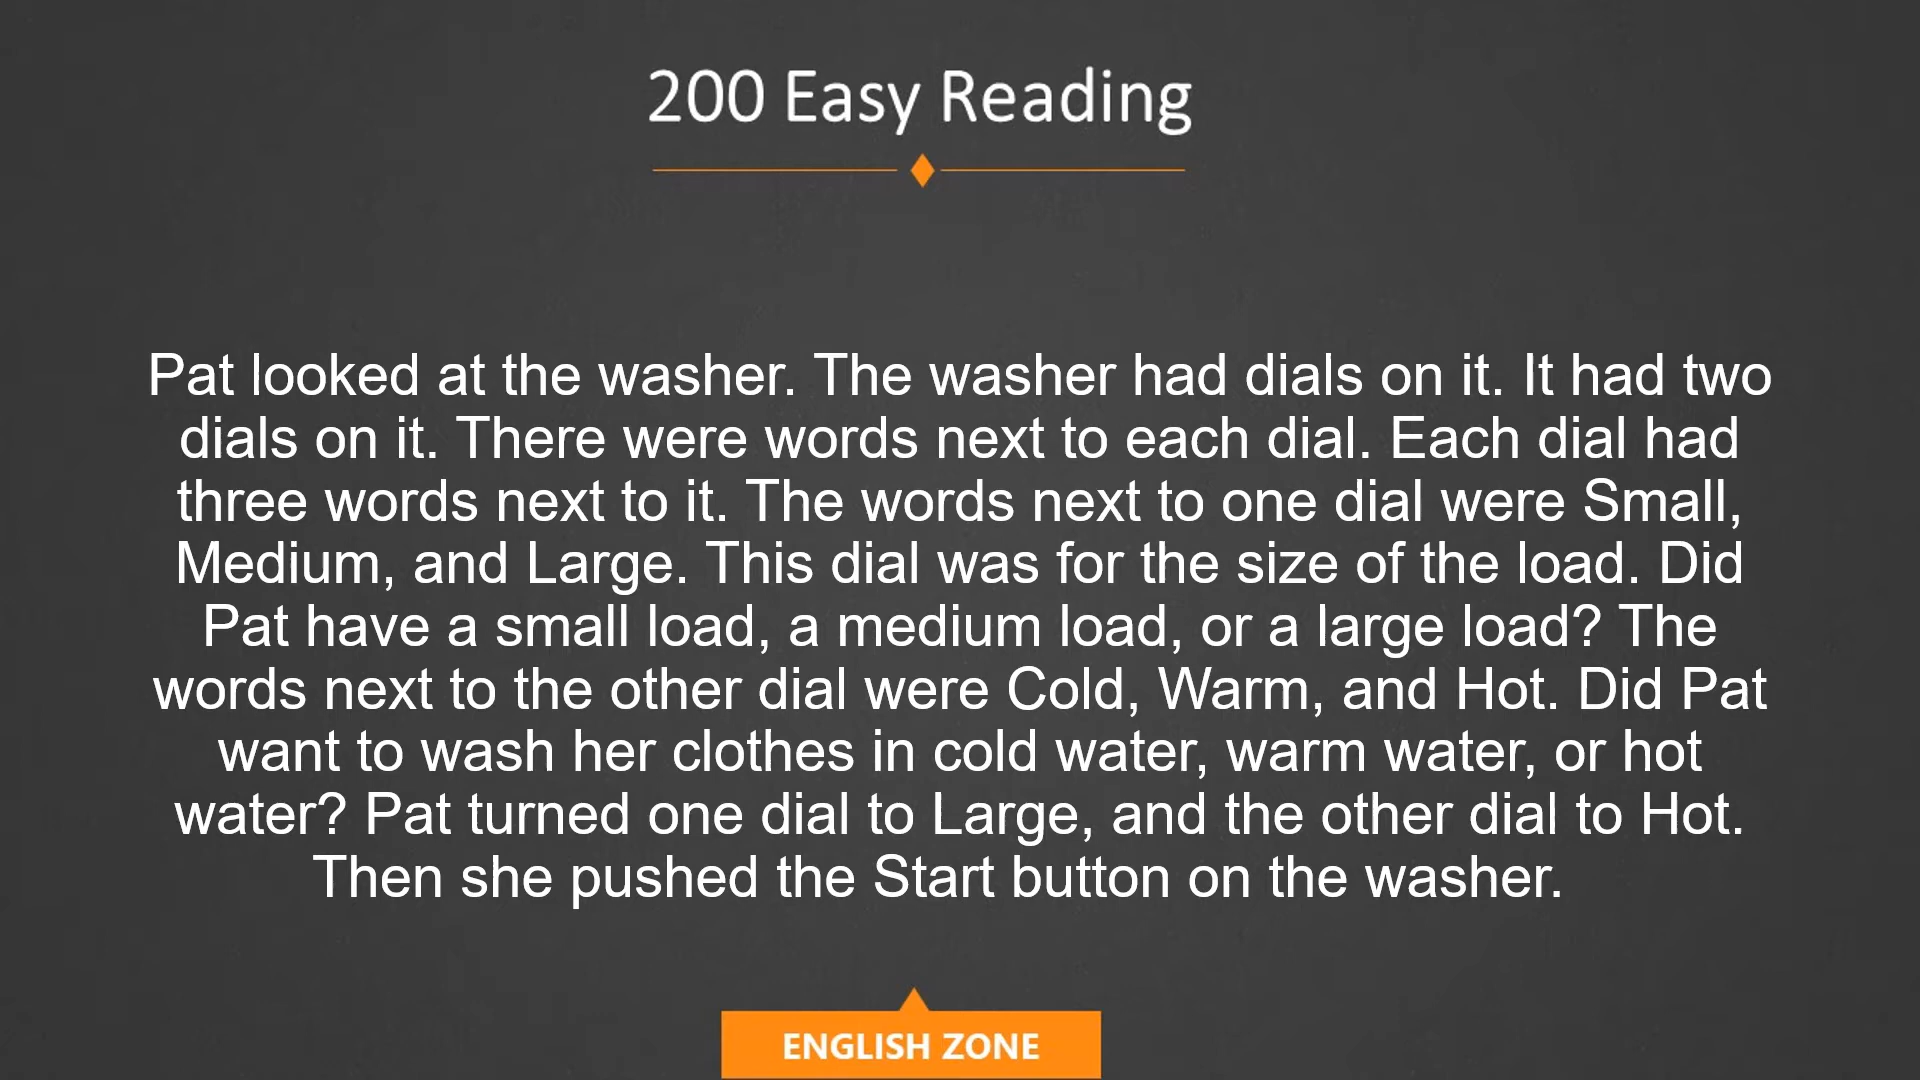 200 Easy Reading
Pat looked at the washer. The washer had dials on it. It had two
dials on it. There were words next to each dial. Each dial had
three words next to it. The words next to one dial were Small,
Medium, and Large. This dial was for the size of the load. Did
Pat have a small load, a medium load, or a large load? The
words next to the other dial were Cold, Warm, and Hot. Did Pat
want to wash her clothes in cold water, warm water, or hot
water? Pat turned one dial to Large, and the other dial to Hot.
Then she pushed the Start button on the washer.
ENGLISH ZONE